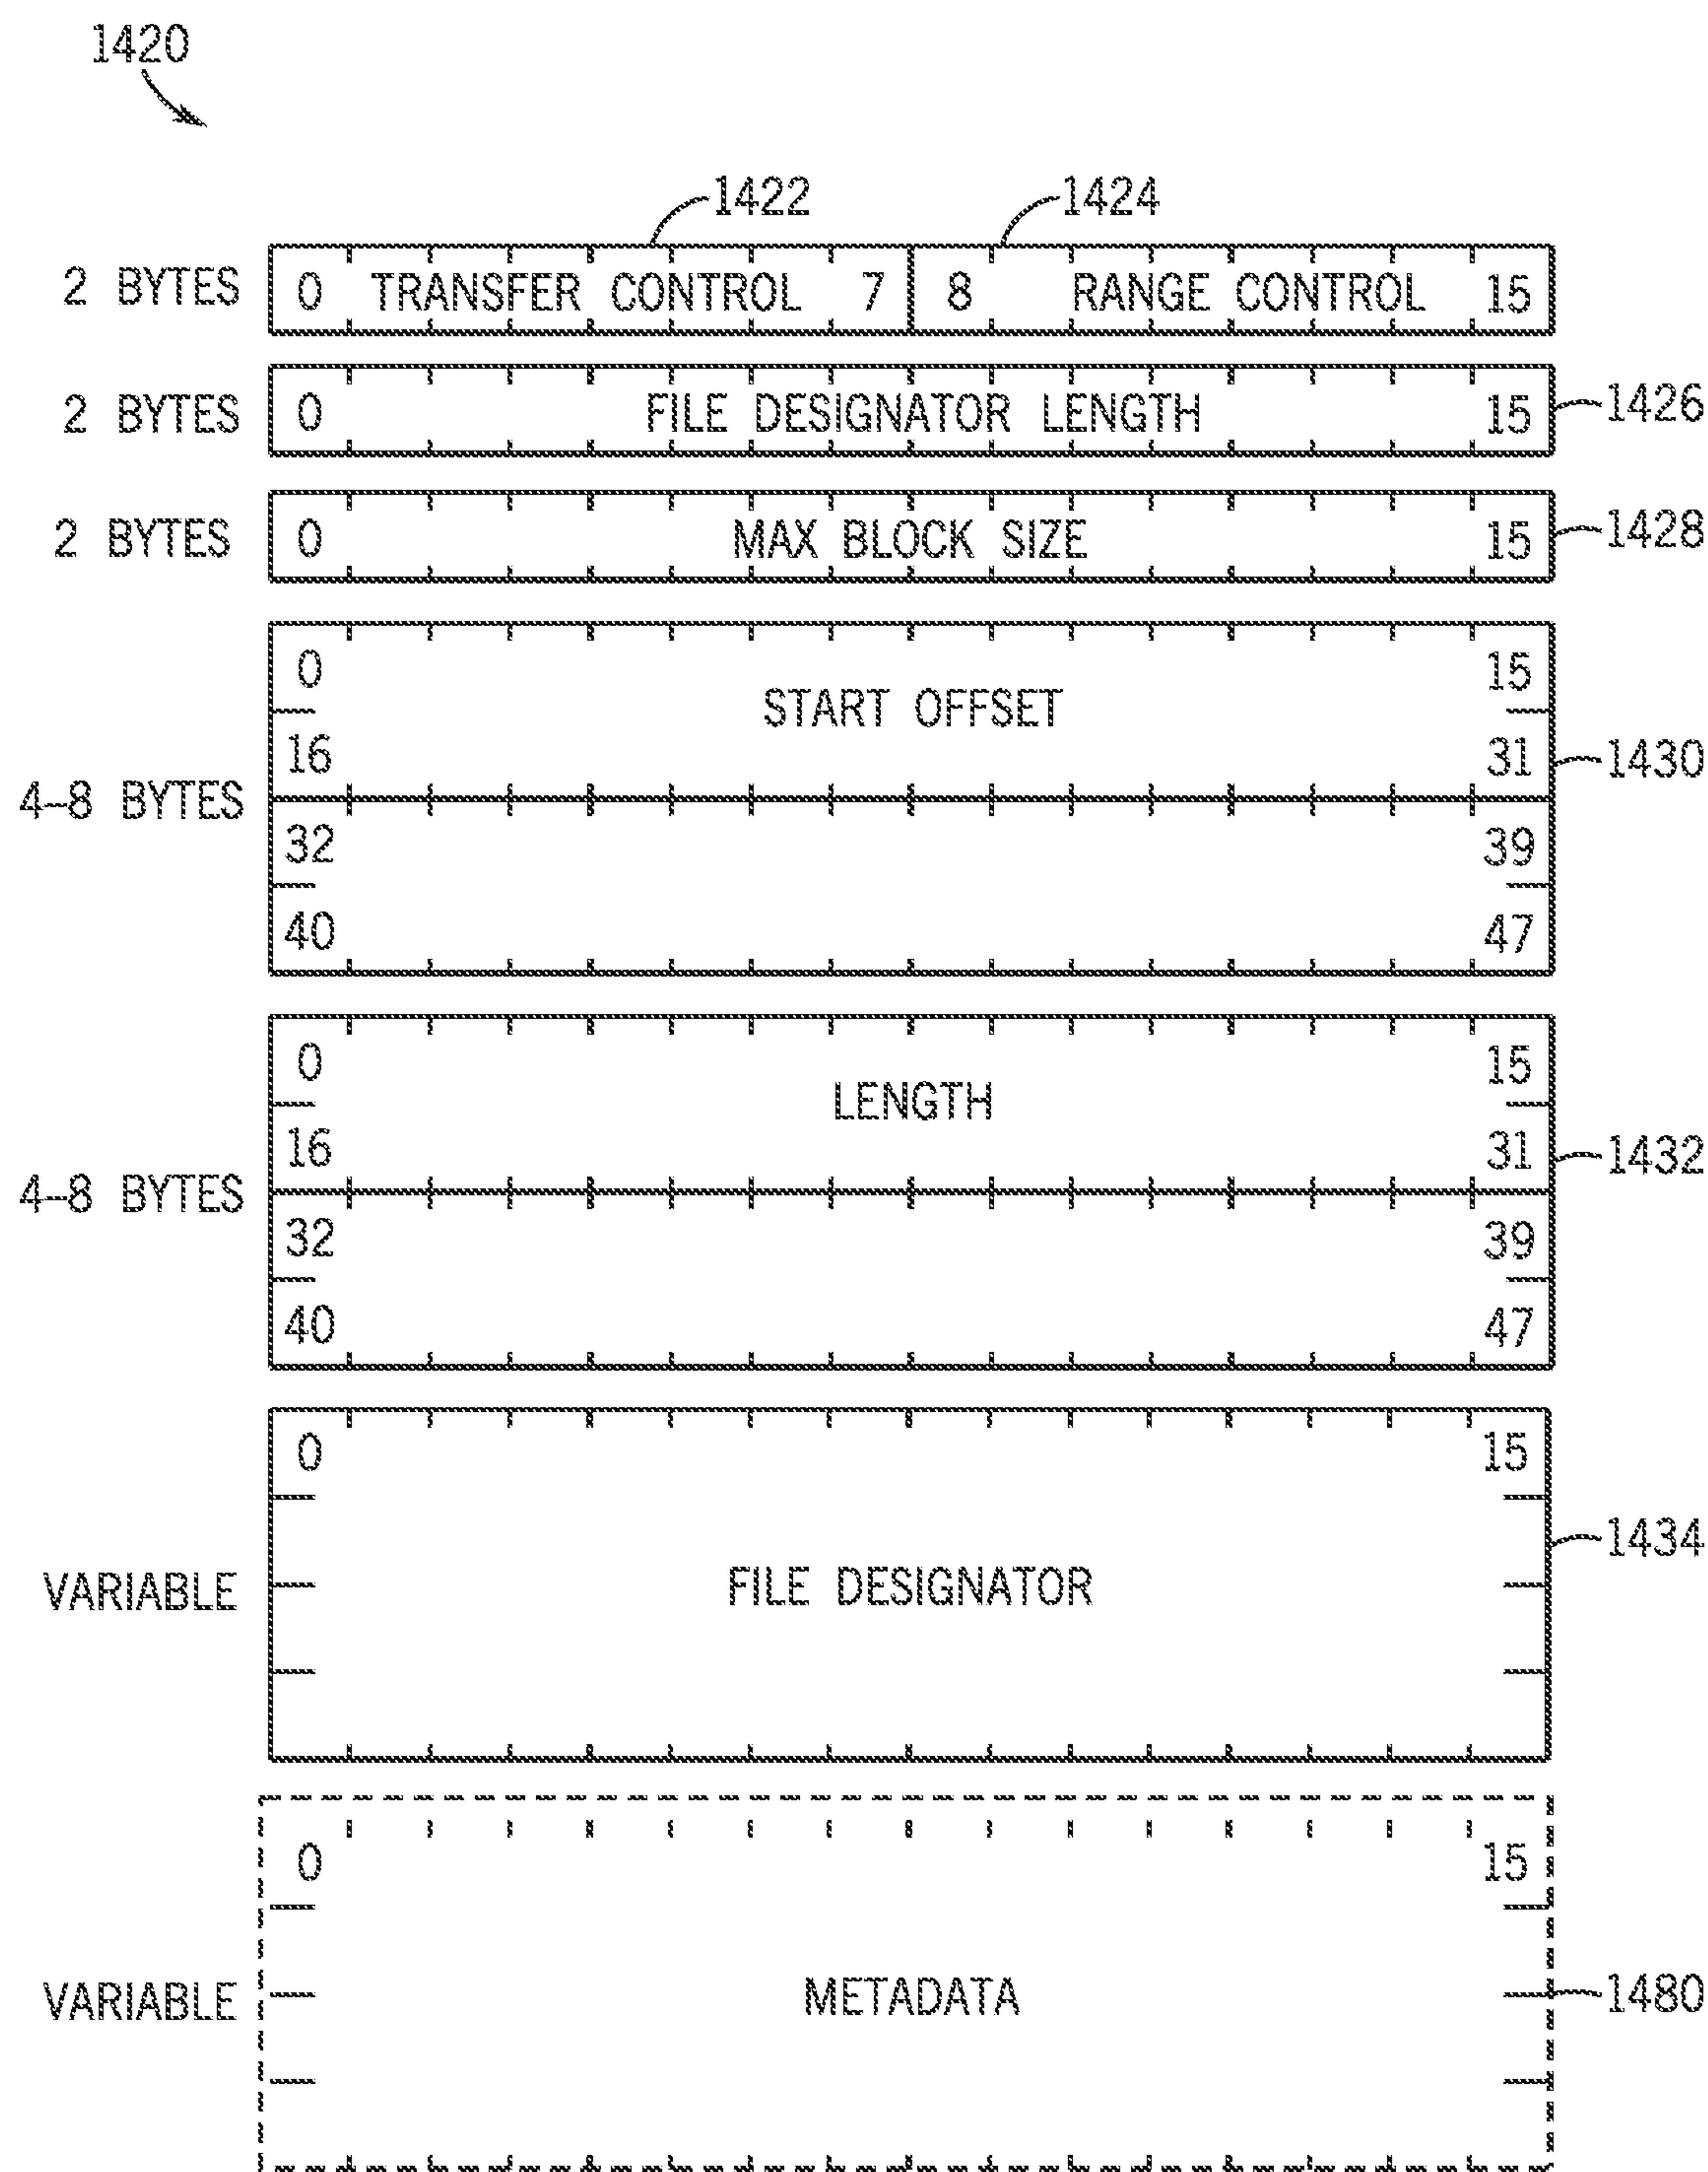 1420
1422 1424
2 BYTES 0 TRANSFER CONTROL 7 8 RANGE CONTROL 15
2 BYTES 0 FILE DESIGNATOR LENGTH 15 1426
2 BYTES 0 MAX BLOCK SIZE 15 1428
0 15
START OFFSET
16 31 1430
4-8 BYTES
32 39
40 47
0 15
LENGTH
16 31 1432
4-8 BYTES
32 39
40 47
0 15
1434
VARIABLE FILE DESIGNATOR
0 15
VARIABLE METADATA 1480